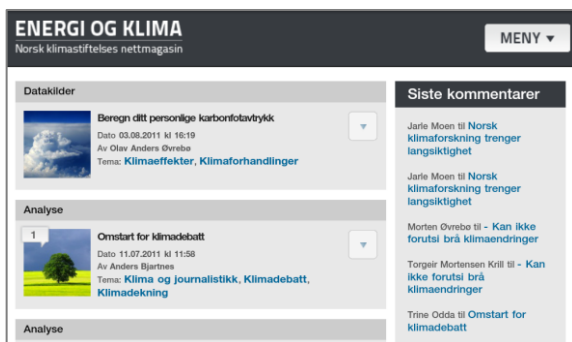 ENERGI OG KLIMA
Norsk klimastiftelses nettmagasin
MENY
Datakilder
Beregn ditt personlige karbonfotavtrykk
Dato 03.08.2011 kl 16:19
Av Olav Anders Øvrebø
Tema: Klimaeffekter, Klimaforhandlinger
Analyse
1
Omstart for klimadebatt
Dato 11.07.2011 kl 11:58
Av Anders Bjartnes
Tema: Klima og journalistikk, Klimadebatt,
Klimadekning
Analyse
Siste kommentarer
Jarle Moen til Norsk
klimaforskning trenger
langsiktighet
Jarle Moen til Norsk
klimaforskning trenger
langsiktighet
Morten Øvrebø til - Kan ikke
forutsi brå klimaendringer
Torgeir Mortensen Krill til - Kan
ikke forutsi brå
klimaendringer
Trine Odda til Omstart for
klimadebatt